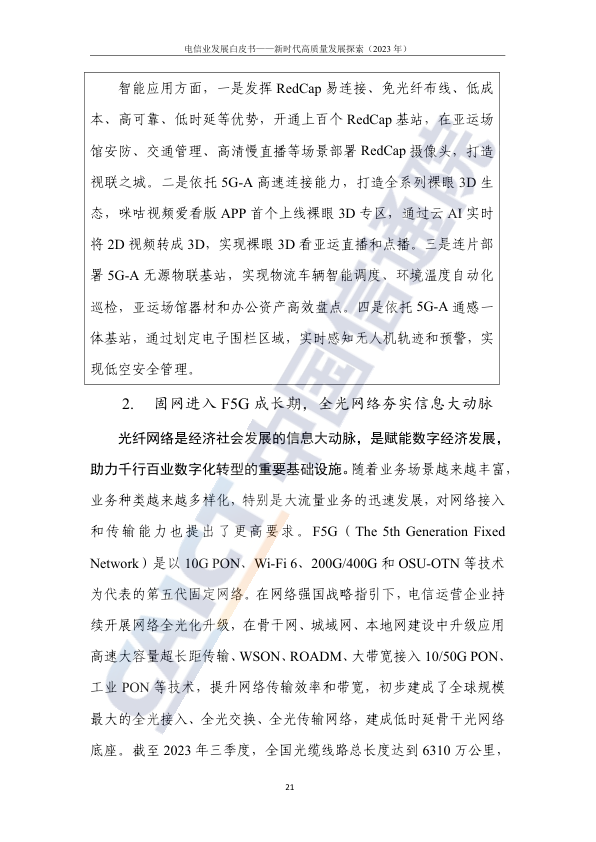 电信业发展白皮书——新时代高质量发展探索（2023 年）
智能应用方面，一是发挥 RedCap 易连接、免光纤布线、低成
本、高可靠、低时延等优势，开通上百个 RedCap 基站，在亚运场
馆安防、交通管理、高清慢直播等场景部署 RedCap 摄像头，打造
视联之城。二是依托 5G-A 高速连接能力，打造全系列裸眼 3D 生
态，咪咕视频爱看版 APP 首个上线裸眼 3D 专区，通过云 AI 实时
将 2D 视频转成 3D，实现裸眼 3D 看亚运直播和点播。三是连片部
署 5G-A 无源物联基站，实现物流车辆智能调度、环境温度自动化
巡检，亚运场馆器材和办公资产高效盘点。四是依托 5G-A 通感一
体基站，通过划定电子围栏区域，实时感知无人机轨迹和预警，实
现低空安全管理。
2. 固网进入 F5G 成长期，全光网络夯实信息大动脉
光纤网络是经济社会发展的信息大动脉，是赋能数字经济发展，
助力千行百业数字化转型的重要基础设施。随着业务场景越来越丰富，
业务种类越来越多样化，特别是大流量业务的迅速发展，对网络接入
和传输能力也提出了更高要求。F5G（The 5th Generation Fixed
Network）是以 10G PON、Wi-Fi 6、200G/400G 和 OSU-OTN 等技术
为代表的第五代固定网络。在网络强国战略指引下，电信运营企业持
续开展网络全光化升级，在骨干网、城域网、本地网建设中升级应用
高速大容量超长距传输、WSON、ROADM、大带宽接入 10/50G PON、
工业 PON 等技术，提升网络传输效率和带宽，初步建成了全球规模
最大的全光接入、全光交换、全光传输网络，建成低时延骨干光网络
底座。截至 2023 年三季度，全国光缆线路总长度达到 6310 万公里，
21
CAICT 中国信通院